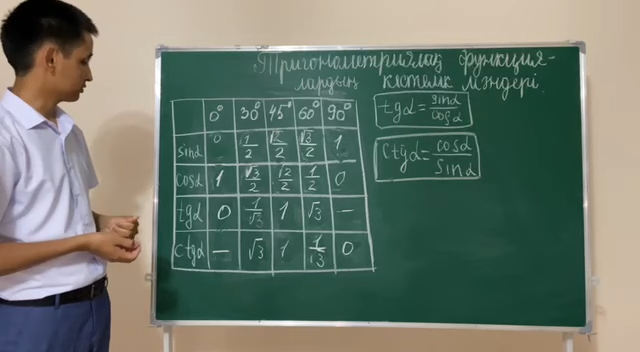 Тригонометриялық функция-
лардың кестелік мәндері.
0° 30° 45° 60° 90°
sinα 0 1/2 √2/2 √3/2 1
cosα 1 √3/2 √2/2 1/2 0
tgα 0 1/√3 1 √3 —
ctgα — √3 1 1/√3 0
tgα = sinα/cosα
ctgα = cosα/sinα